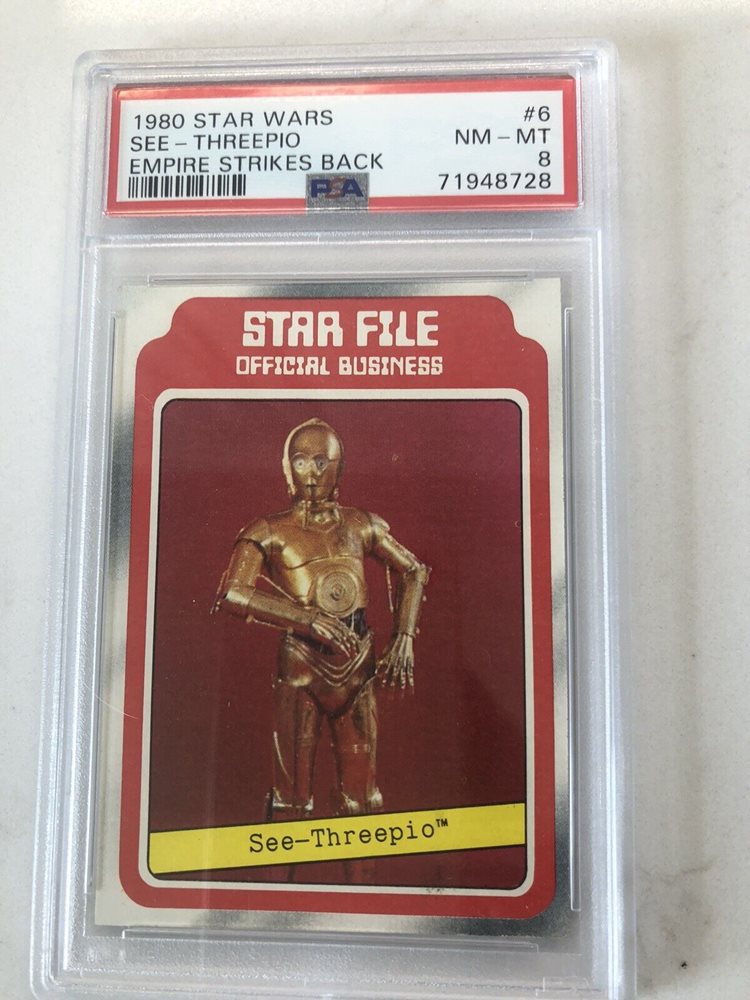 1980 STAR WARS #6
SEE - THREEPIO NM - MT
EMPIRE STRIKES BACK 8
PSA 71948728
STAR FILE
OFFICIAL BUSINESS
See-Threepio™